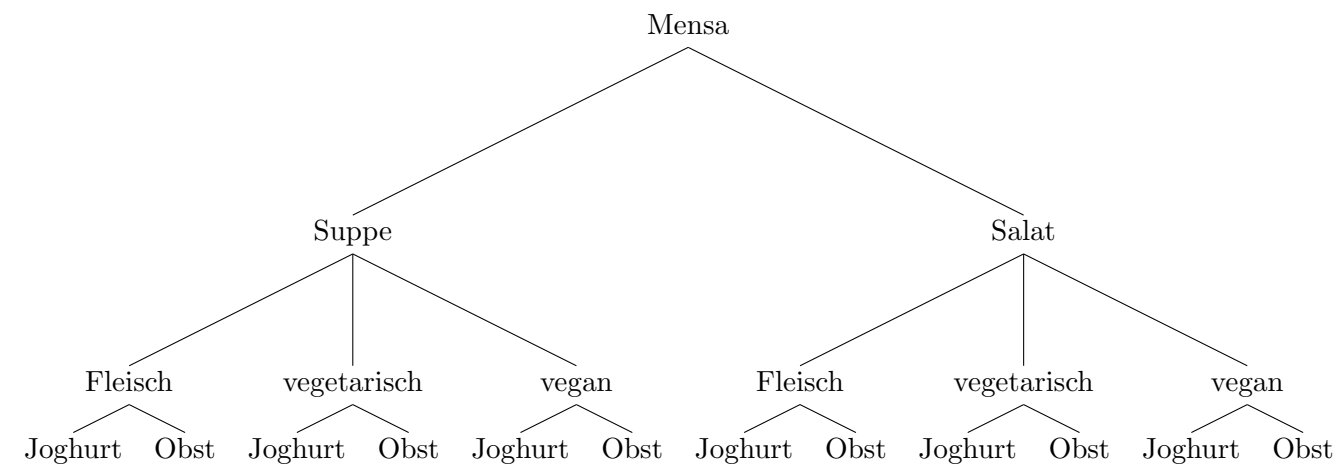 Mensa
Suppe Salat
Fleisch vegetarisch vegan Fleisch vegetarisch vegan
Joghurt Obst Joghurt Obst Joghurt Obst Joghurt Obst Joghurt Obst Joghurt Obst